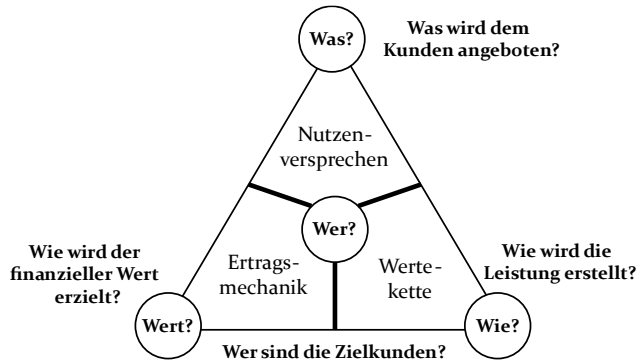 Was?
Was wird dem
Kunden angeboten?
Nutzen-
versprechen
Wer?
Wie wird der
finanzieller Wert
erzielt?
Ertrags-
mechanik
Werte-
kette
Wie wird die
Leistung erstellt?
Wert?
Wie?
Wer sind die Zielkunden?